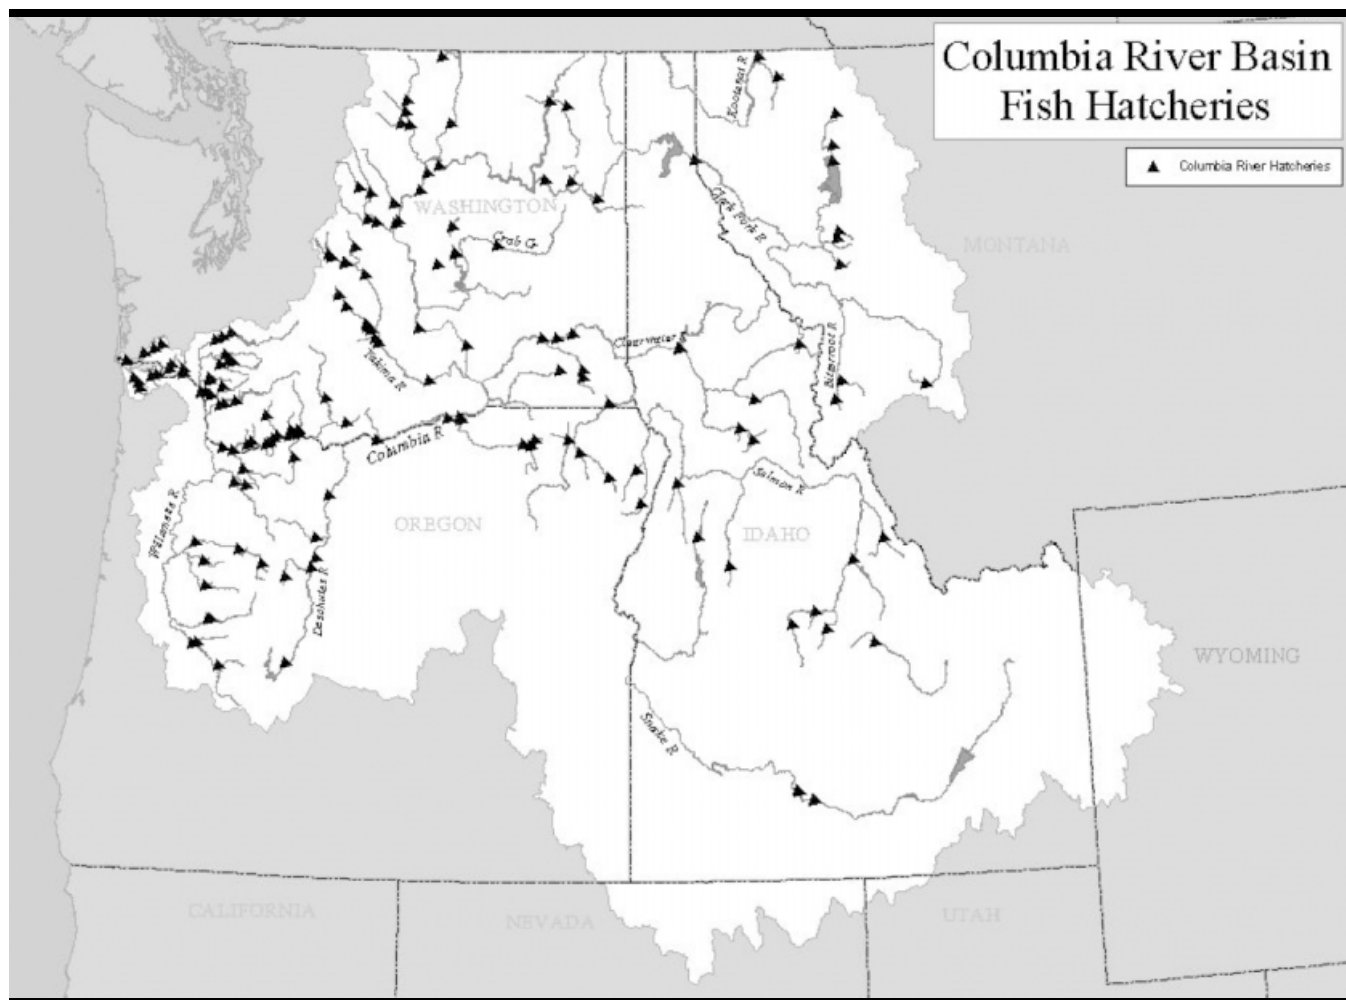 Columbia River Basin
Fish Hatcheries
Columbia River Hatcheries
Kootenai R
WASHINGTON
Clark Fork R
Crab Cr
MONTANA
Clearwater R
Bitterroot R
Yakima R
Columbia R
Salmon R
Willamette R
OREGON
IDAHO
Deschutes R
WYOMING
Snake R
CALIFORNIA
NEVADA
UTAH